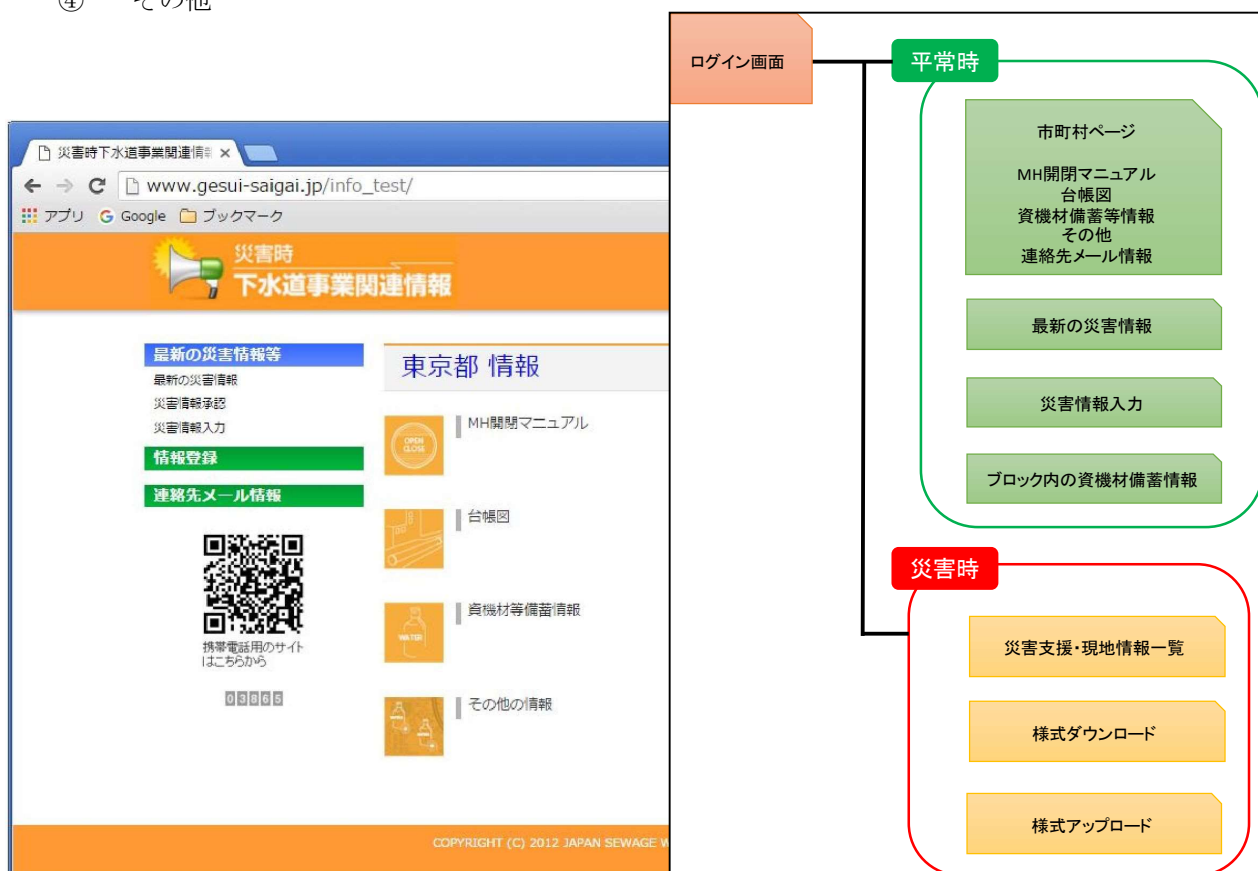 ④ その他
災害時下水道事業関連情
www.gesui-saigai.jp/info_test/
アプリ Google ブックマーク
災害時
下水道事業関連情報
最新の災害情報等
最新の災害情報
災害情報承認
災害情報入力
情報登録
連絡先メール情報
携帯電話用のサイト
はこちらから
03865
東京都 情報
OPEN
CLOSE
MH開閉マニュアル
台帳図
WATER
資機材等備蓄情報
その他の情報
COPYRIGHT (C) 2012 JAPAN SEWAGE W
ログイン画面
平常時
市町村ページ
MH開閉マニュアル
台帳図
資機材備蓄等情報
その他
連絡先メール情報
最新の災害情報
災害情報入力
ブロック内の資機材備蓄情報
災害時
災害支援・現地情報一覧
様式ダウンロード
様式アップロード